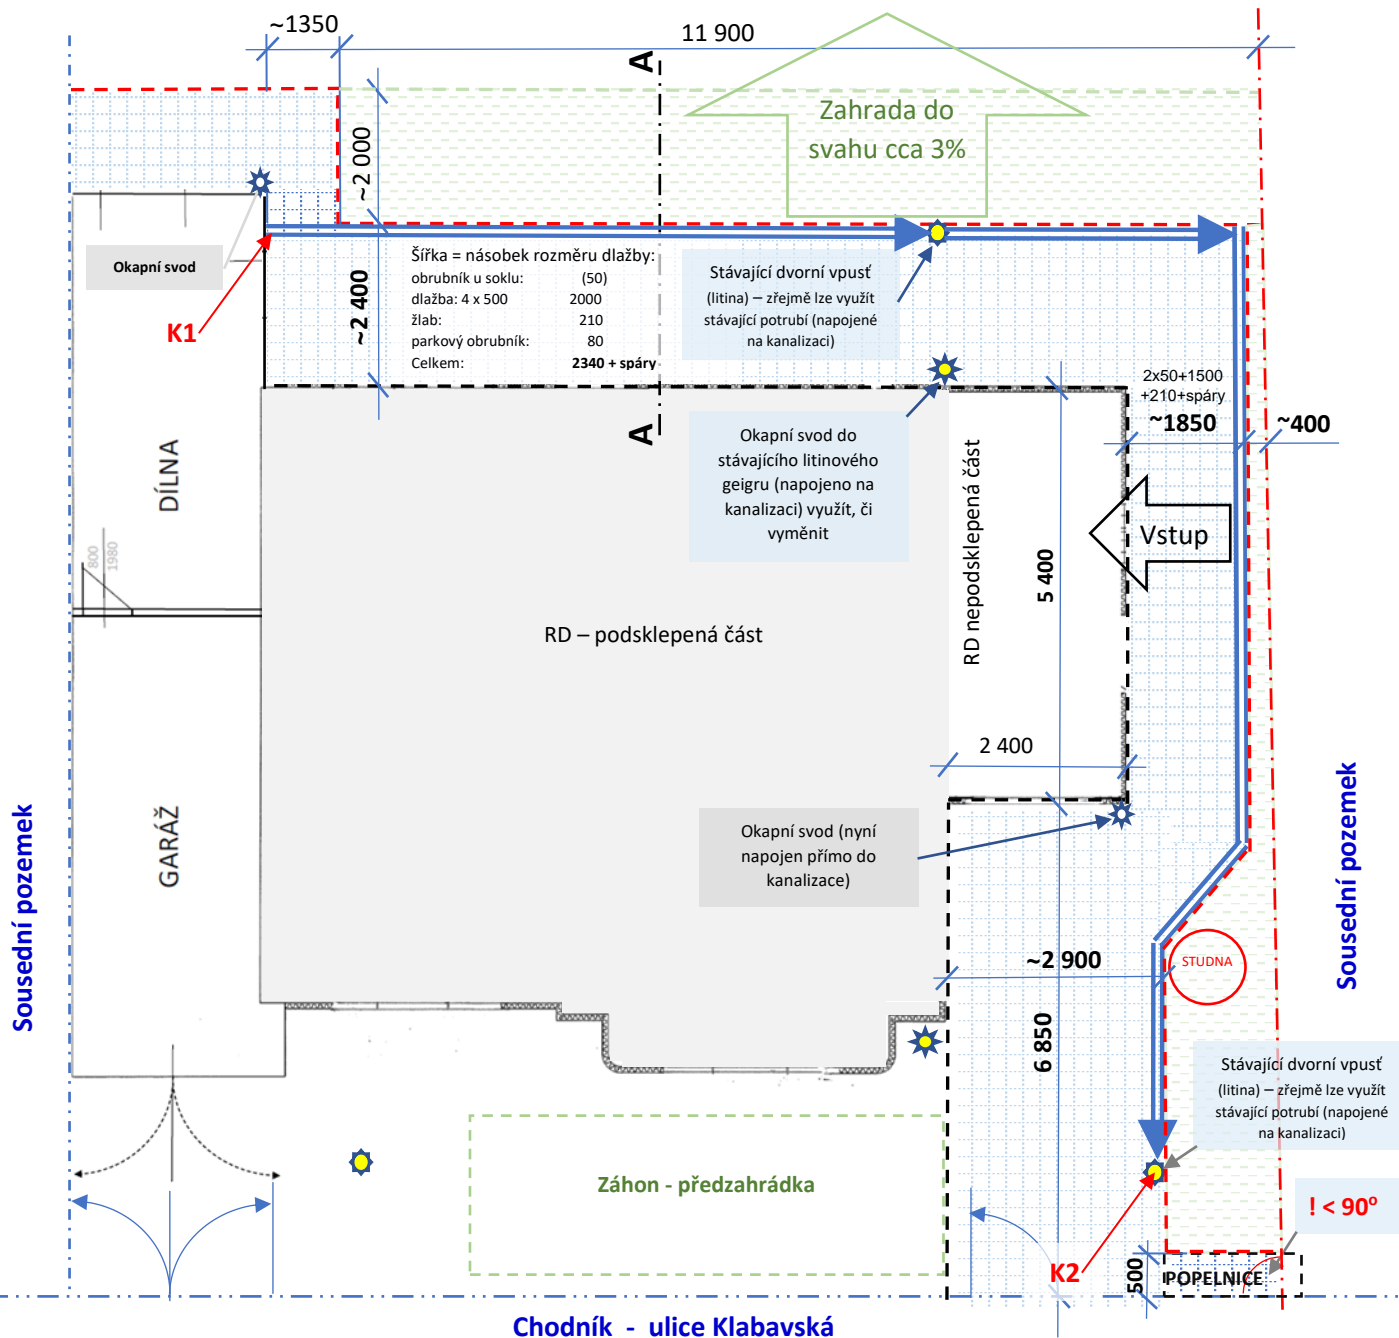 ~1350
11 900
A
Zahrada do
svahu cca 3%
~2 000
Okapní svod
K1
~2 400
Šířka = násobek rozměru dlažby:
obrubník u soklu: (50)
dlažba: 4 x 500 2000
žlab: 210
parkový obrubník: 80
Celkem: 2340 + spáry
Stávající dvorní vpusť
(litina) – zřejmě lze využít
stávající potrubí (napojené
na kanalizaci)
2x50+1500
+210+spáry
~1850
~400
A
Okapní svod do
stávajícího litinového
geigru (napojeno na
kanalizaci) využít, či
vyměnit
RD nepodsklepená část
DÍLNA
800
1980
Vstup
5 400
RD – podsklepená část
2 400
GARÁŽ
Okapní svod (nyní
napojen přímo do
kanalizace)
Sousední pozemek
Sousední pozemek
~2 900
STUDNA
6 850
Stávající dvorní vpusť
(litina) – zřejmě lze využít
stávající potrubí (napojené
na kanalizaci)
Záhon - předzahrádka
! < 90º
K2
500
POPELNICE
Chodník - ulice Klabavská